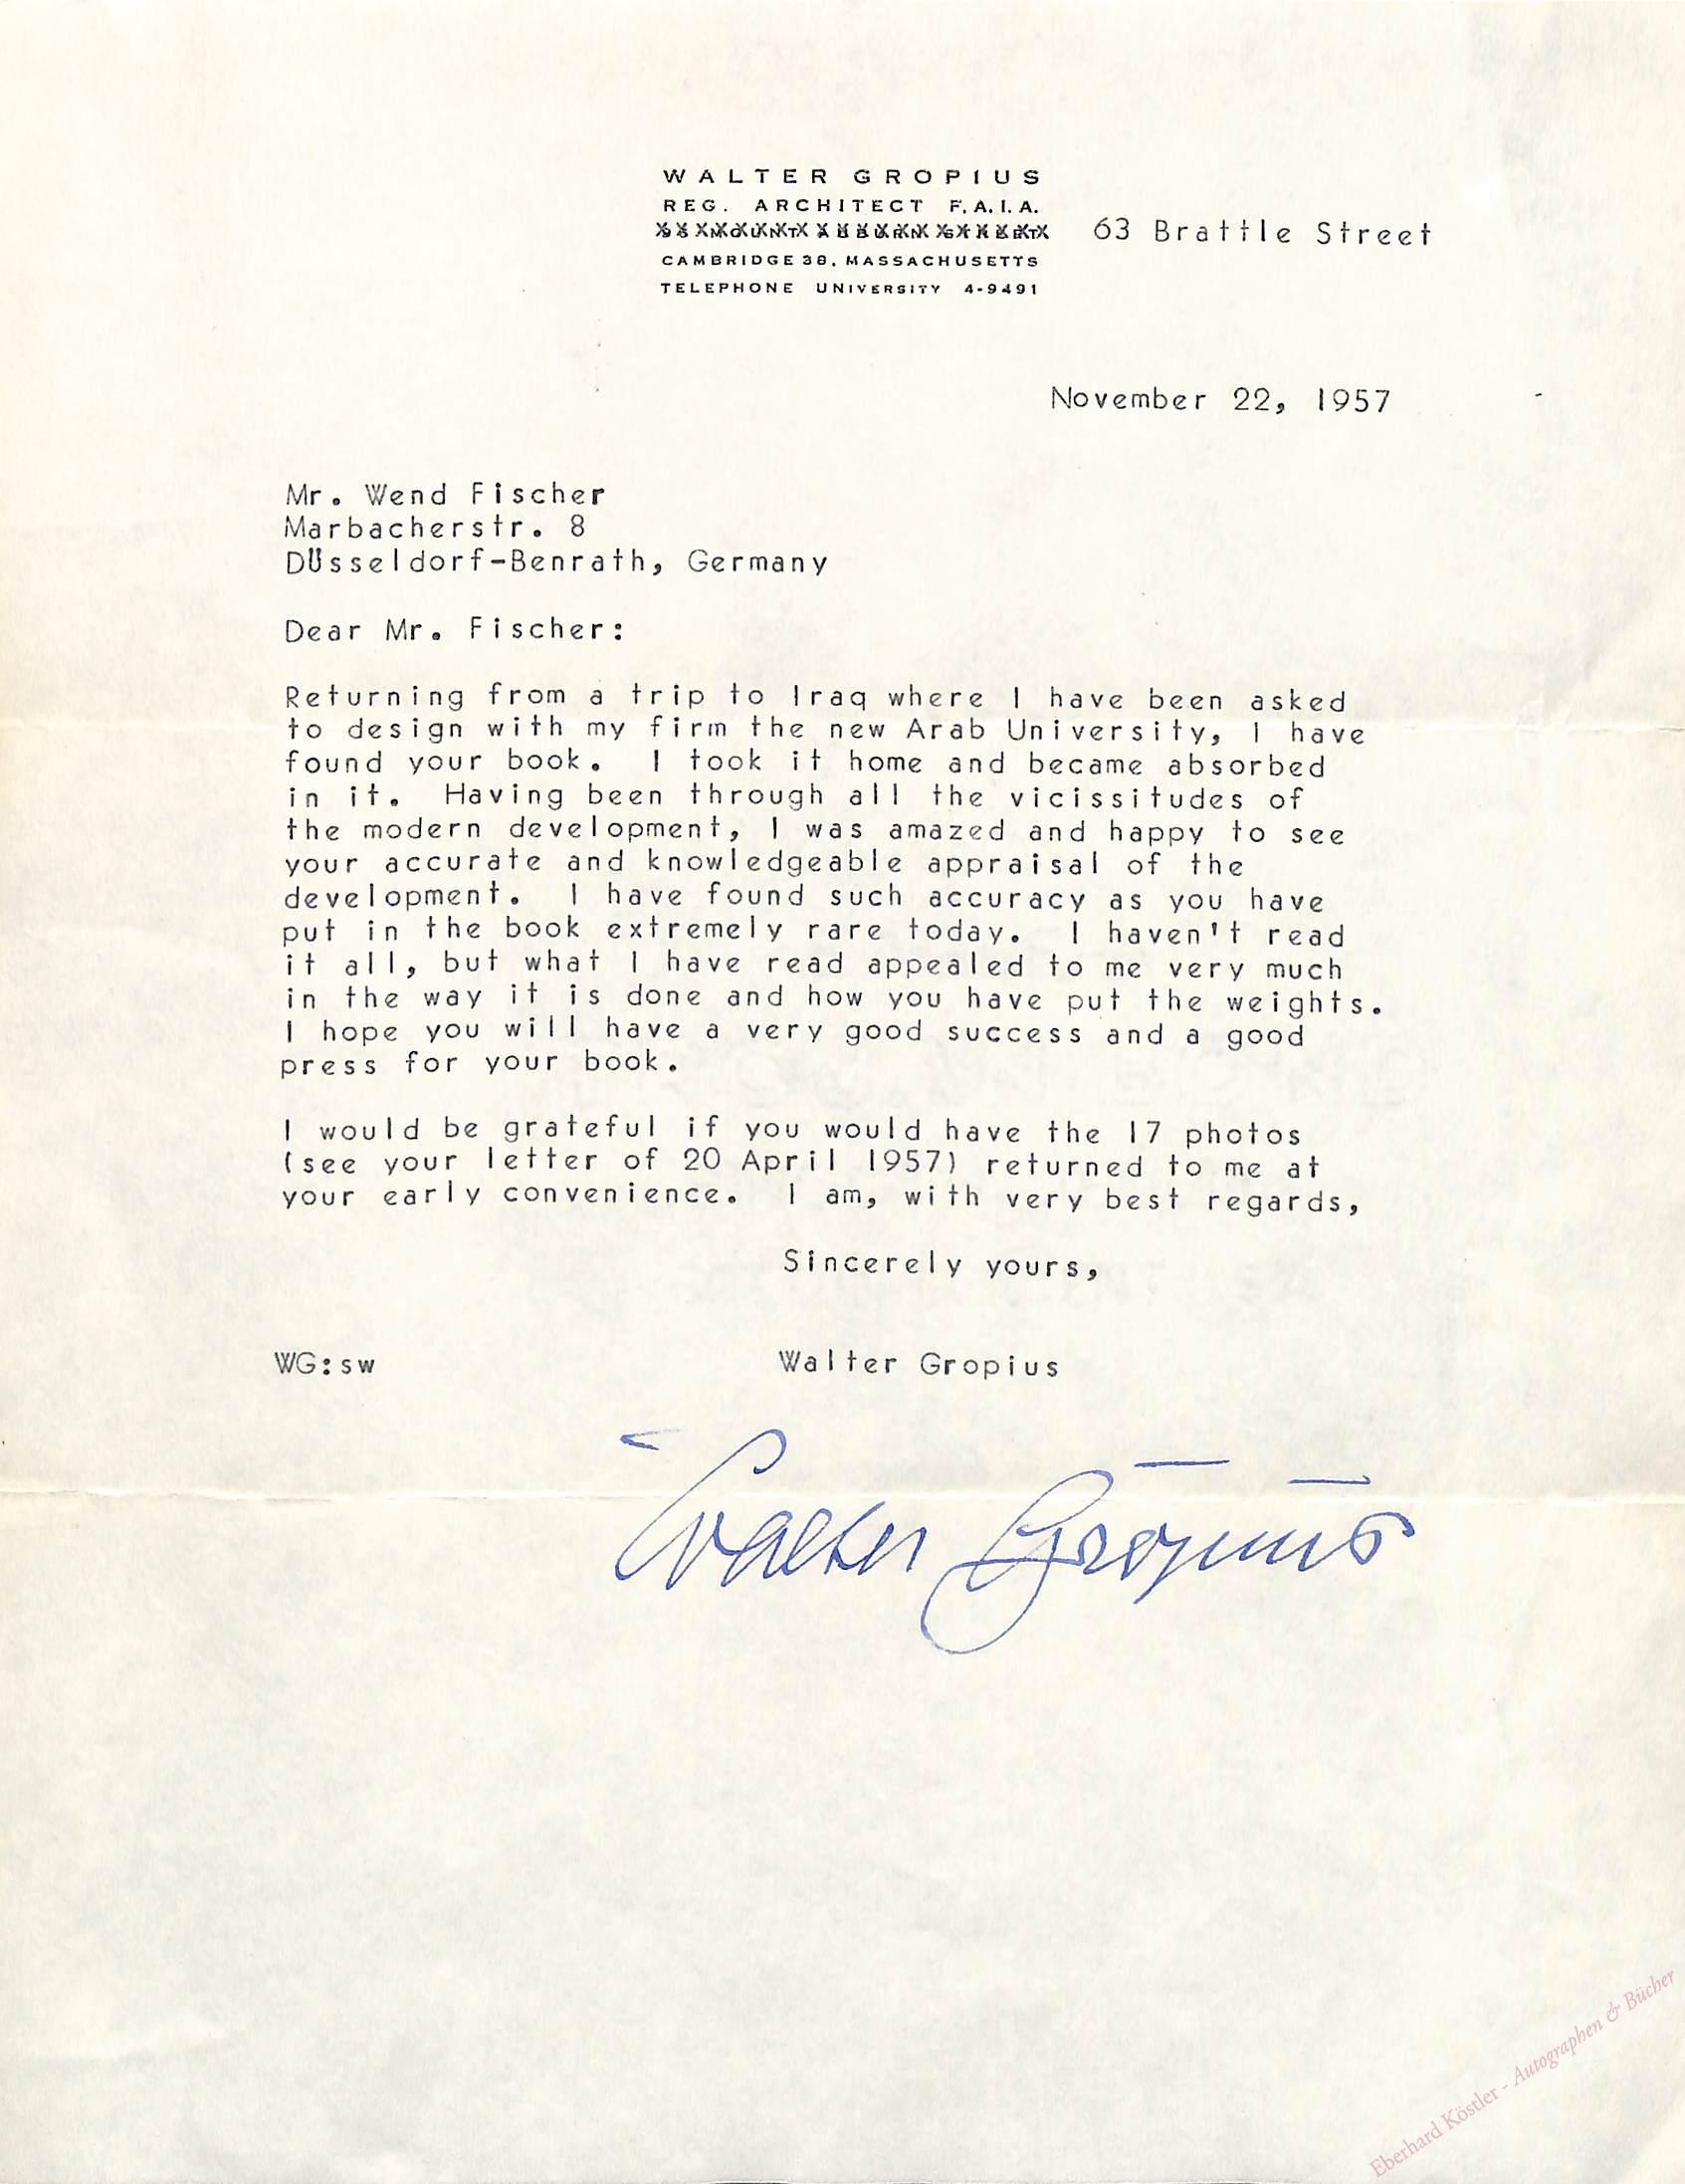 WALTER GROPIUS
REG. ARCHITECT F.A.I.A.
63 Brattle Street
CAMBRIDGE 38, MASSACHUSETTS
TELEPHONE UNIVERSITY 4-9491
November 22, 1957
Mr. Wend Fischer
Marbacherstr. 8
Düsseldorf-Benrath, Germany
Dear Mr. Fischer:
Returning from a trip to Iraq where I have been asked
to design with my firm the new Arab University, I have
found your book. I took it home and became absorbed
in it. Having been through all the vicissitudes of
the modern development, I was amazed and happy to see
your accurate and knowledgeable appraisal of the
development. I have found such accuracy as you have
put in the book extremely rare today. I haven't read
it all, but what I have read appealed to me very much
in the way it is done and how you have put the weights.
I hope you will have a very good success and a good
press for your book.
I would be grateful if you would have the 17 photos
(see your letter of 20 April 1957) returned to me at
your early convenience. I am, with very best regards,
Sincerely yours,
WG:sw Walter Gropius
Walter Gropius
Eberhard Köstler - Autographen & Bücher